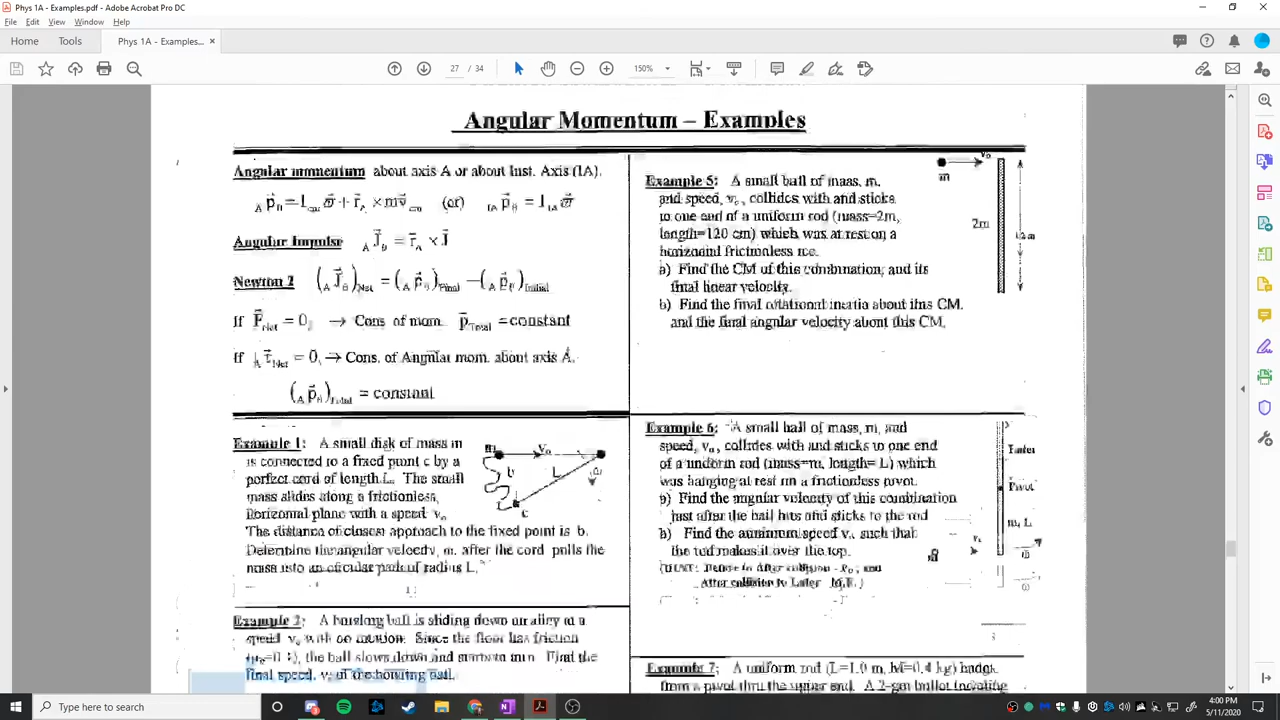 Phys 1A - Examples.pdf - Adobe Acrobat Pro DC
File Edit View Window Help
Home Tools Phys 1A - Examples... ×
27 / 34 150%
Angular Momentum – Examples
Angular momentum about axis A or about Inst. Axis (IA).
(or)
Angular Impulse
Newton 2
If F⃗Net = 0, → Cons of mom. p⃗Total = constant
→ Cons. of Angular mom. about axis A.
= constant
Example 1: A small disk of mass m
is connected to a fixed point c by a
perfect cord of length L. The small
mass slides along a frictionless,
horizontal plane with a speed v₀
The distance of closest approach to the fixed point is b.
Determine the angular velocity, after the cord pulls the
mass into a circular path of radius L.
m v₀
b L
c
Example 2: A bowling ball is sliding down an alley at a
speed v₀ with no rotation. Since the floor has friction
the ball slows down and starts to Find the
final speed, of the bowling ball.
Example 5: A small ball of mass, m,
and speed, v₀, collides with and sticks
to one end of a uniform rod (mass=2m,
length=120 cm) which was at rest on a
horizontal frictionless ice.
a) Find the CM of this combination, and its
final linear velocity.
b) Find the final rotational inertia about this CM.
and the final angular velocity about this CM.
m v₀
2m
Example 6: A small ball of mass, m, and
speed, v₀, collides with and sticks to one end
of a uniform rod (mass=m, length= L) which
was hanging at rest on a frictionless pivot.
a) Find the angular velocity of this combination
just after the ball hits and sticks to the rod
b) Find the minimum speed v₀ such that
the rod makes it over the top.
After collision to Later
Pivot
m, L
Example 7: A uniform rod (L=1.0 m, M=0.4 kg) hangs
from a pivot thru the upper end. A 2-gm bullet traveling
Type here to search
4:00 PM
5/11/2020